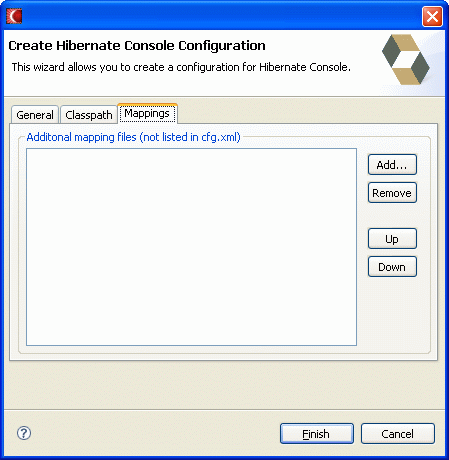 Create Hibernate Console Configuration
This wizard allows you to create a configuration for Hibernate Console.
General Classpath Mappings
Additonal mapping files (not listed in cfg.xml)
Add...
Remove
Up
Down
?
Finish Cancel